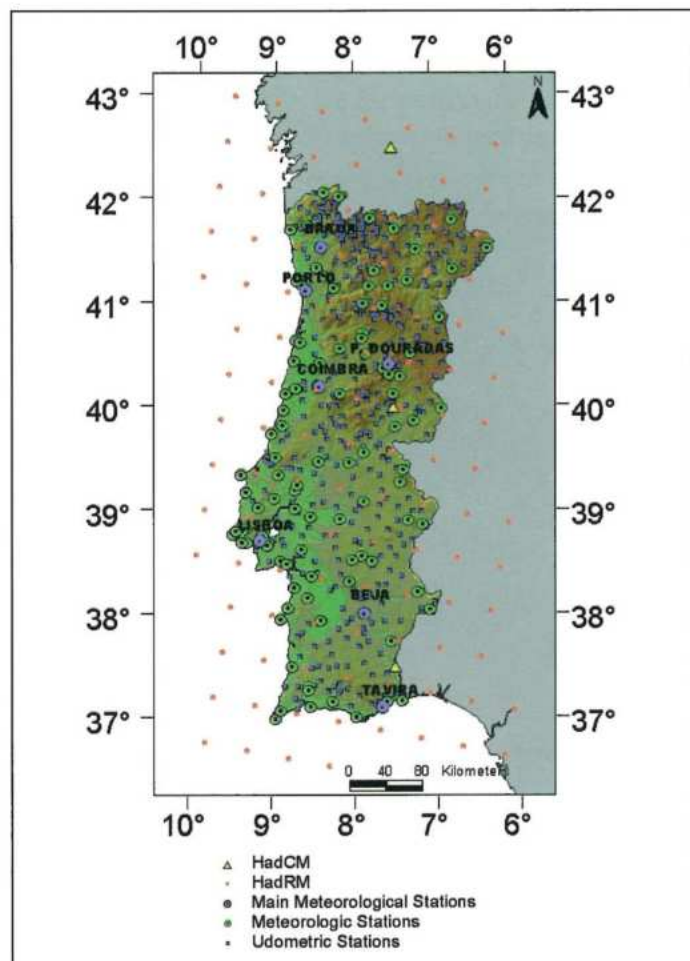 10° 9° 8° 7° 6°
N
43° 43°
42° 42°
BRAGA
41° PORTO 41°
P. DOURADAS
COIMBRA
40° 40°
39° 39°
LISBOA
BEJA
38° 38°
TAVIRA
37° 37°
0 40 80 Kilometers
10° 9° 8° 7° 6°
HadCM
HadRM
Main Meteorological Stations
Meteorologic Stations
Udometric Stations